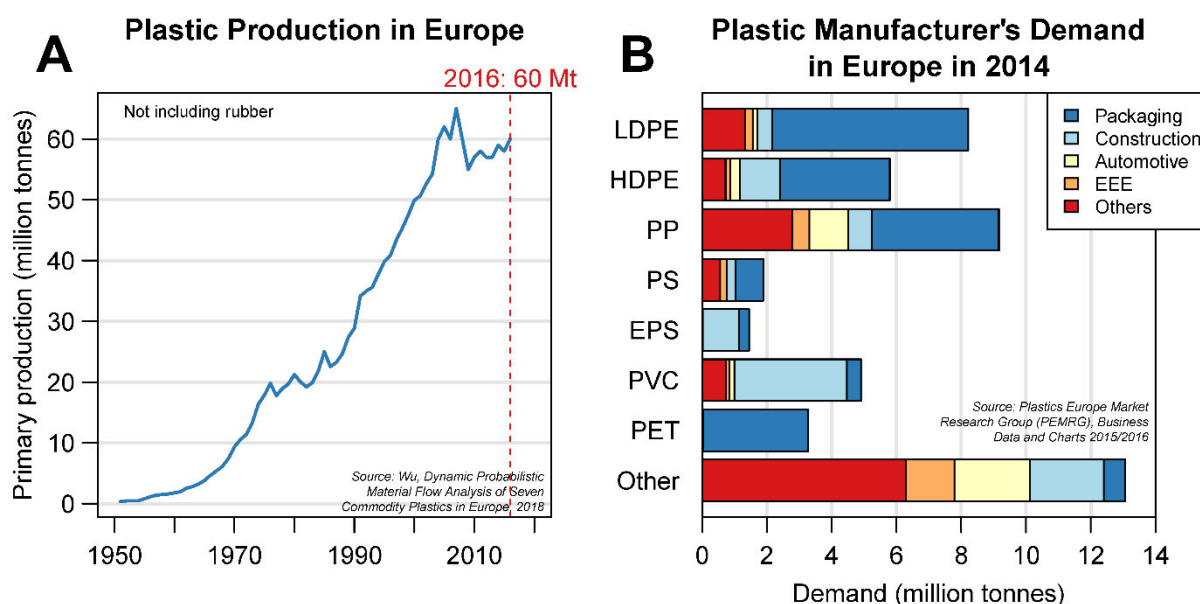 A
Plastic Production in Europe
2016: 60 Mt
Not including rubber
Primary production (million tonnes)
60
50
40
30
20
10
0
1950
1970
1990
2010
Source: Wu, Dynamic Probabilistic
Material Flow Analysis of Seven
Commodity Plastics in Europe, 2018
B
Plastic Manufacturer's Demand
in Europe in 2014
LDPE
HDPE
PP
PS
EPS
PVC
PET
Other
Packaging
Construction
Automotive
EEE
Others
Source: Plastics Europe Market
Research Group (PEMRG), Business
Data and Charts 2015/2016
0
2
4
6
8
10
12
14
Demand (million tonnes)